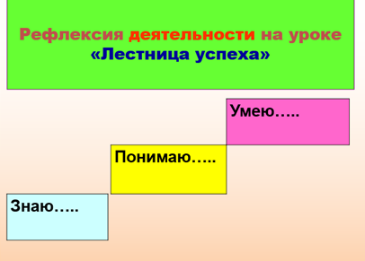 Рефлексия деятельности на уроке
«Лестница успеха»
Умею…..
Понимаю…..
Знаю…..